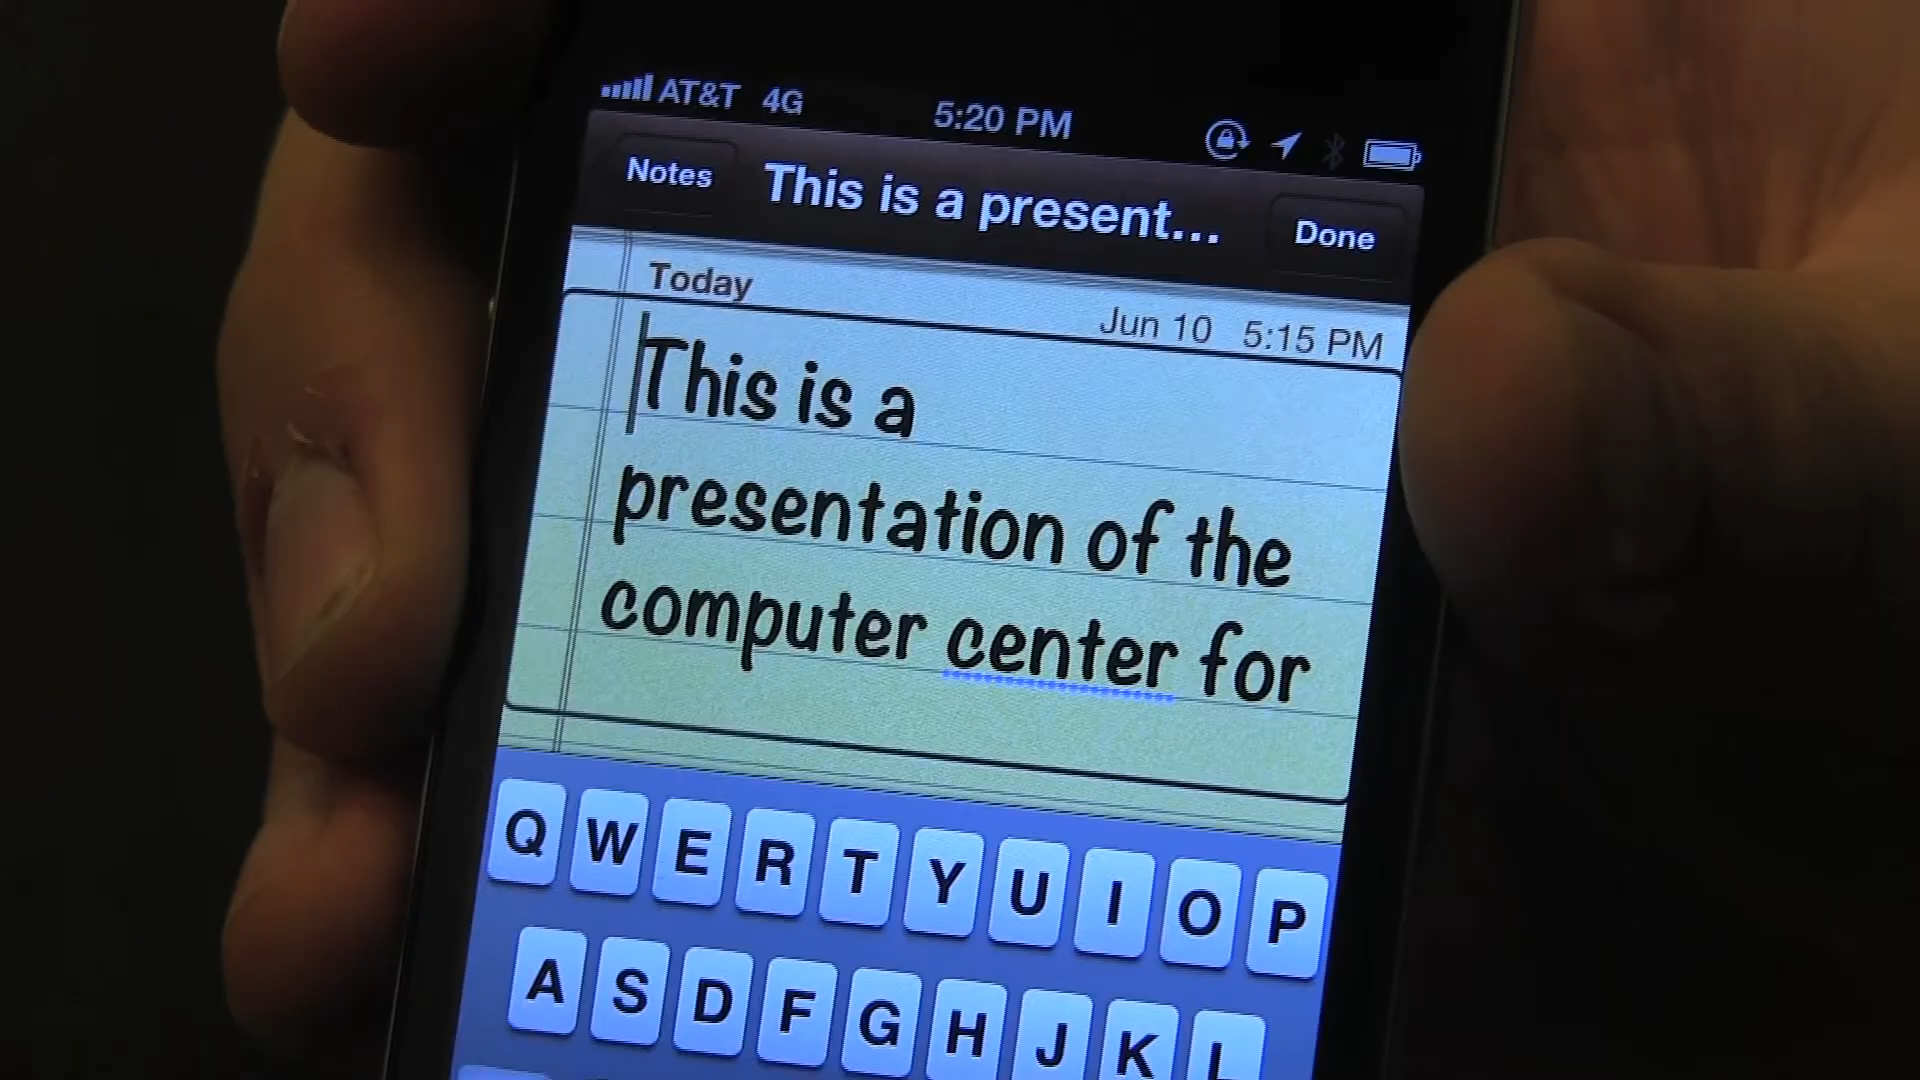 AT&T 4G 5:20 PM
Notes This is a present... Done
Today
Jun 10 5:15 PM
This is a
presentation of the
computer center for
Q W E R T Y U I O P
A S D F G H J K L